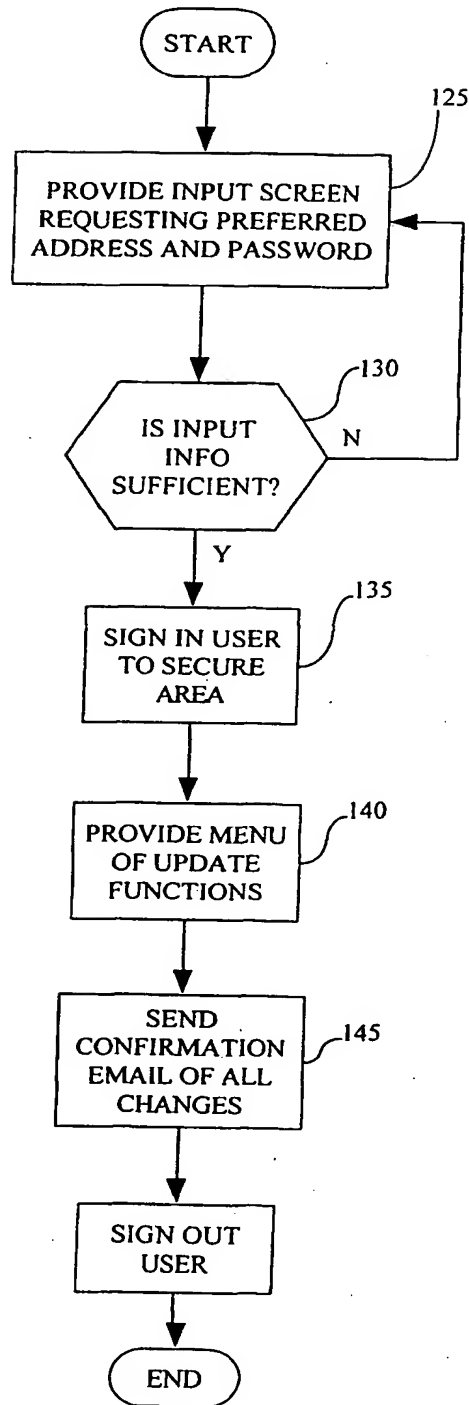 START
125
PROVIDE INPUT SCREEN
REQUESTING PREFERRED
ADDRESS AND PASSWORD
130
IS INPUT
INFO
SUFFICIENT?
N
Y
135
SIGN IN USER
TO SECURE
AREA
140
PROVIDE MENU
OF UPDATE
FUNCTIONS
145
SEND
CONFIRMATION
EMAIL OF ALL
CHANGES
SIGN OUT
USER
END